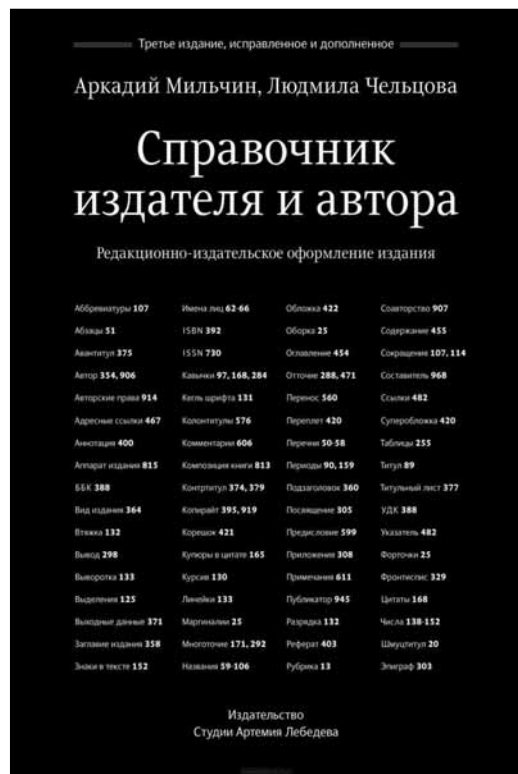 Третье издание, исправленное и дополненное
Аркадий Мильчин, Людмила Чельцова
Справочник
издателя и автора
Редакционно-издательское оформление издания
Аббревиатуры 107
Абзацы 51
Авантитул 375
Автор 354, 906
Авторские права 914
Адресные ссылки 467
Аннотация 400
Аппарат издания 815
ББК 388
Вид издания 364
Втяжка 132
Вывод 298
Выворотка 133
Выделения 125
Выходные данные 371
Заглавие издания 358
Знаки в тексте 152
Имена лиц 62-66
ISBN 392
ISSN 730
Кавычки 97, 168, 284
Кегль шрифта 131
Колонтитулы 576
Комментарии 606
Композиция книги 813
Контртитул 374, 379
Копирайт 395, 919
Корешок 421
Купюры в цитате 165
Курсив 130
Линейки 133
Маргиналии 25
Многоточие 171, 292
Названия 59-106
Обложка 422
Оборка 25
Оглавление 454
Отточие 288, 471
Перенос 560
Переплет 420
Перечни 50-58
Периоды 90, 159
Подзаголовок 360
Посвящение 305
Предисловие 599
Приложения 308
Примечания 611
Публикатор 945
Разрядка 132
Реферат 403
Рубрика 13
Соавторство 907
Содержание 455
Сокращения 107, 114
Составитель 968
Ссылки 482
Суперобложка 420
Таблицы 255
Титул 89
Титульный лист 377
УДК 388
Указатель 482
Форточки 25
Фронтиспис 329
Цитаты 168
Числа 138-152
Шмуцтитул 20
Эпиграф 303
Издательство
Студии Артемия Лебедева